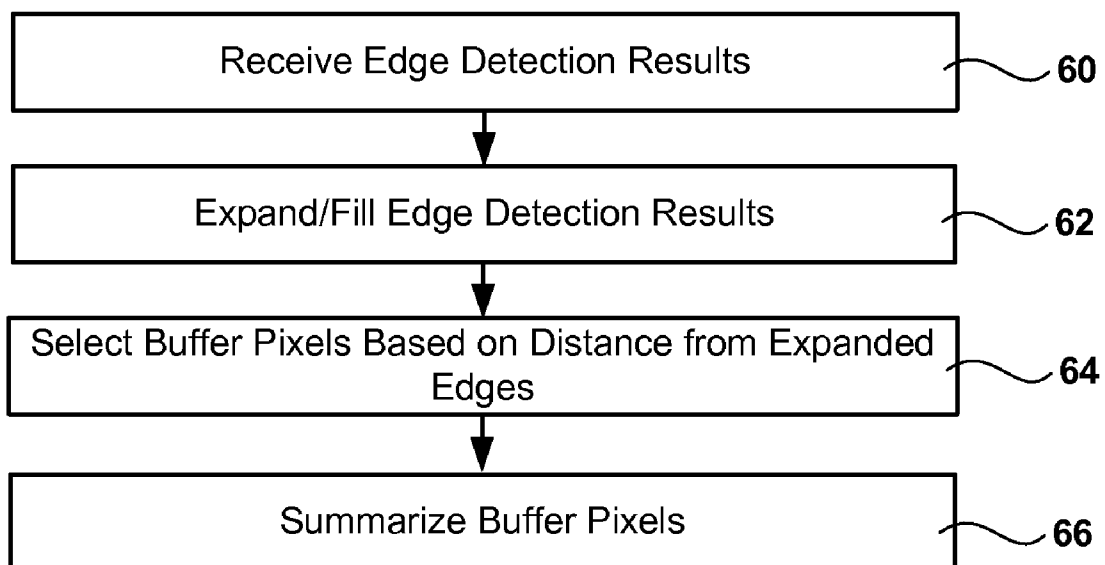 Receive Edge Detection Results
60
Expand/Fill Edge Detection Results
62
Select Buffer Pixels Based on Distance from Expanded
Edges
64
Summarize Buffer Pixels
66